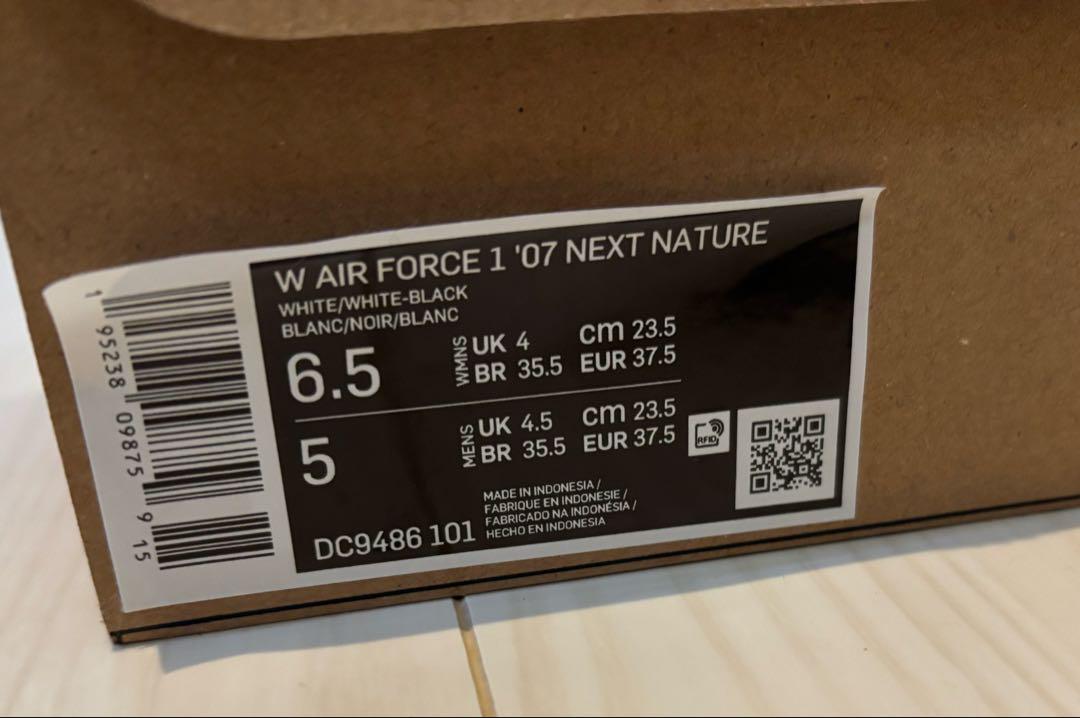 W AIR FORCE 1 '07 NEXT NATURE
WHITE/WHITE-BLACK
BLANC/NOIR/BLANC
6.5
WMNS
UK 4 cm 23.5
BR 35.5 EUR 37.5
5
MENS
UK 4.5 cm 23.5
BR 35.5 EUR 37.5
RFID
MADE IN INDONESIA /
FABRIQUE EN INDONESIE /
FABRICADO NA INDONÉSIA /
HECHO EN INDONESIA
DC9486 101
1 95238 09875 9 15